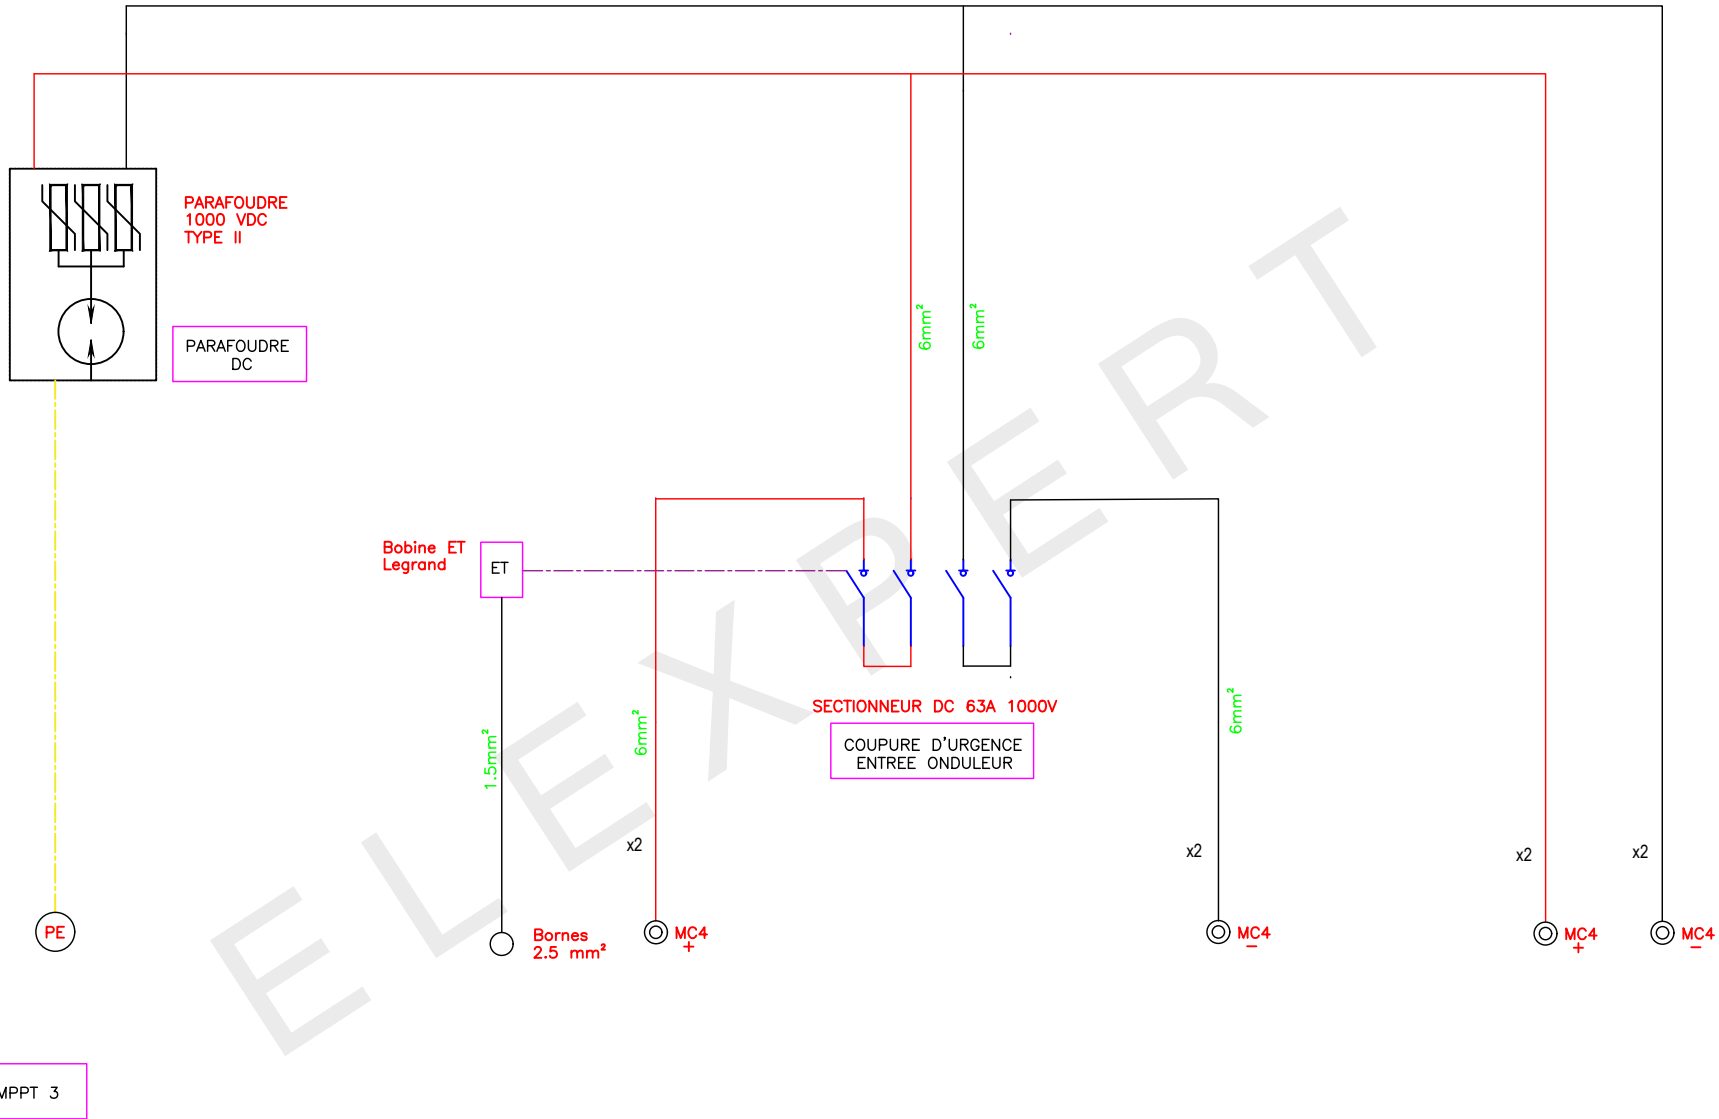 PARAFOUDRE
1000 VDC
TYPE II
PARAFOUDRE
DC
6mm²
6mm²
Bobine ET
Legrand
ET
SECTIONNEUR DC 63A 1000V
COUPURE D'URGENCE
ENTREE ONDULEUR
1.5mm²
6mm²
6mm²
x2
x2
x2
x2
PE
Bornes
2.5 mm²
MC4
+
MC4
−
MC4
+
MC4
−
MPPT 3
ELEXPERT